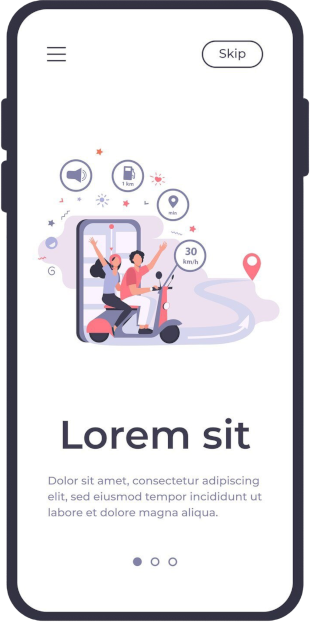 Skip
1 km
min
30
km/h
Lorem sit
Dolor sit amet, consectetur adipiscing
elit, sed eiusmod tempor incididunt ut
labore et dolore magna aliqua.